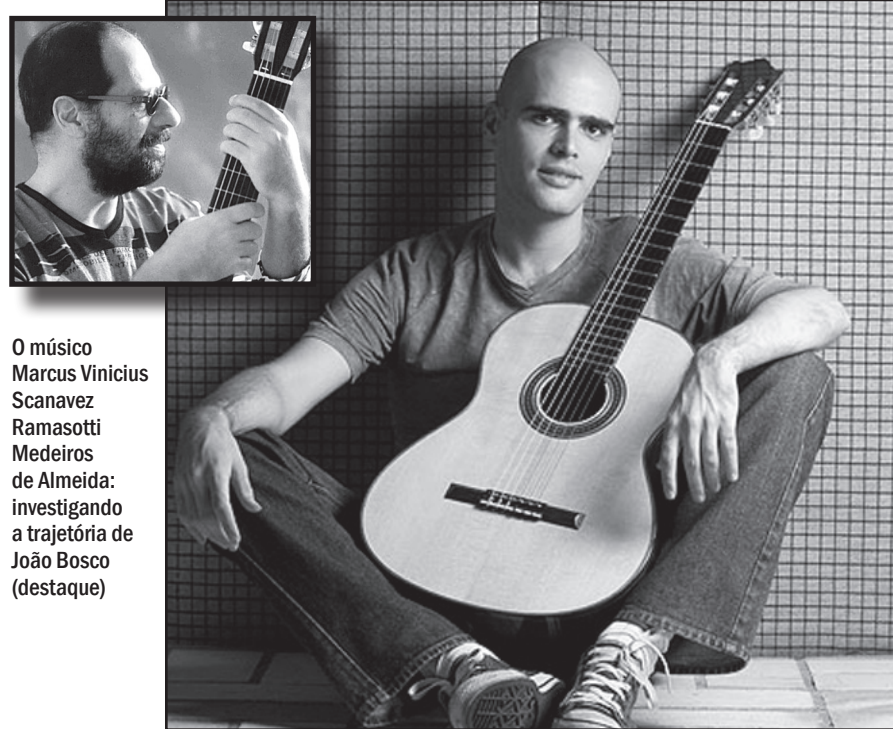 O músico
Marcus Vinicius
Scanavez
Ramasotti
Medeiros
de Almeida:
investigando
a trajetória de
João Bosco
(destaque)